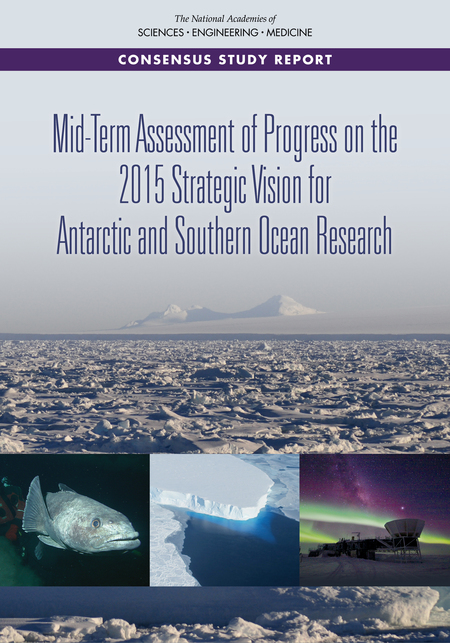 The National Academies of
SCIENCES · ENGINEERING · MEDICINE
CONSENSUS STUDY REPORT
Mid-Term Assessment of Progress on the
2015 Strategic Vision for
Antarctic and Southern Ocean Research